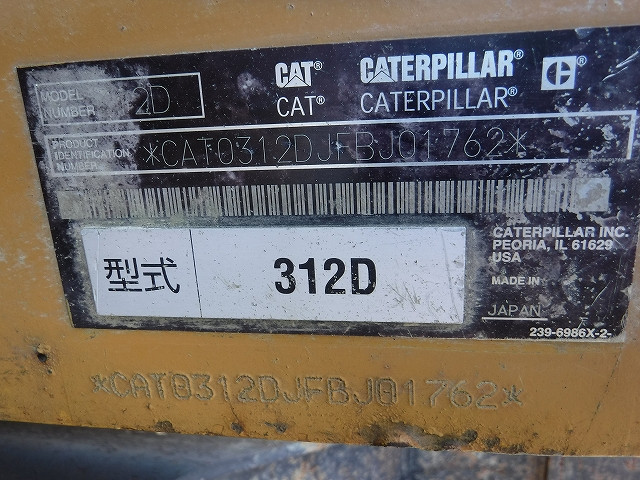 MODEL NUMBER 2D
CAT® CATERPILLAR® C
CAT® CATERPILLAR®
PRODUCT IDENTIFICATION NUMBER *CAT0312DJFBJ01762*
CATERPILLAR INC.
PEORIA, IL 61629
USA
型式 312D
MADE IN
JAPAN
239-6986X-2-
*CAT0312DJFBJ01762*